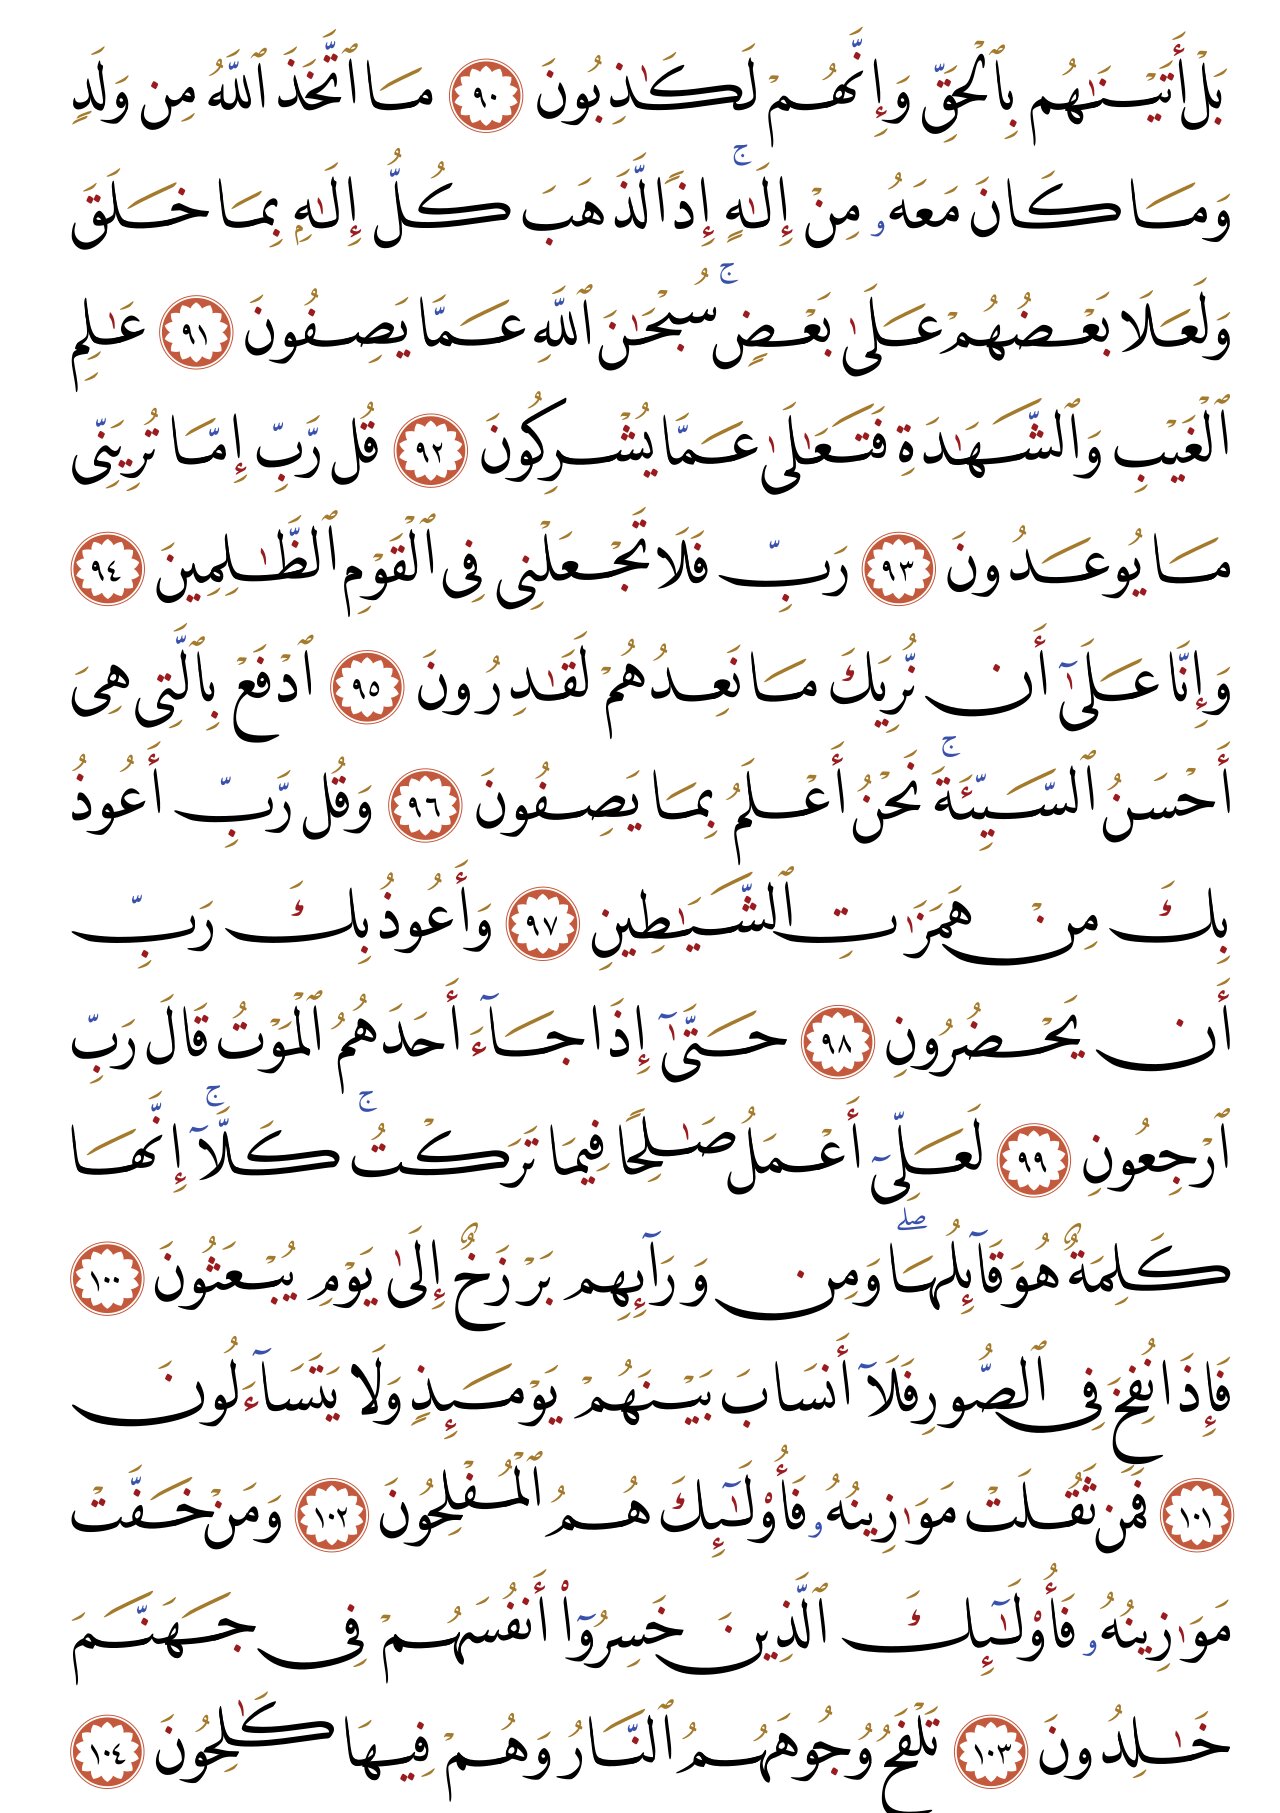 بَلْ أَتَيْنَٰهُم بِٱلْحَقِّ وَإِنَّهُمْ لَكَٰذِبُونَ ٩٠ مَا ٱتَّخَذَ ٱللَّهُ مِن وَلَدٍ
وَمَا كَانَ مَعَهُۥ مِنْ إِلَٰهٍ ۚ إِذًا لَّذَهَبَ كُلُّ إِلَٰهٍۭ بِمَا خَلَقَ
وَلَعَلَا بَعْضُهُمْ عَلَىٰ بَعْضٍ ۚ سُبْحَٰنَ ٱللَّهِ عَمَّا يَصِفُونَ ٩١ عَٰلِمِ
ٱلْغَيْبِ وَٱلشَّهَٰدَةِ فَتَعَٰلَىٰ عَمَّا يُشْرِكُونَ ٩٢ قُل رَّبِّ إِمَّا تُرِيَنِّى
مَا يُوعَدُونَ ٩٣ رَبِّ فَلَا تَجْعَلْنِى فِى ٱلْقَوْمِ ٱلظَّٰلِمِينَ ٩٤
وَإِنَّا عَلَىٰٓ أَن نُّرِيَكَ مَا نَعِدُهُمْ لَقَٰدِرُونَ ٩٥ ٱدْفَعْ بِٱلَّتِى هِىَ
أَحْسَنُ ٱلسَّيِّئَةَ ۚ نَحْنُ أَعْلَمُ بِمَا يَصِفُونَ ٩٦ وَقُل رَّبِّ أَعُوذُ
بِكَ مِنْ هَمَزَٰتِ ٱلشَّيَٰطِينِ ٩٧ وَأَعُوذُ بِكَ رَبِّ
أَن يَحْضُرُونِ ٩٨ حَتَّىٰٓ إِذَا جَآءَ أَحَدَهُمُ ٱلْمَوْتُ قَالَ رَبِّ
ٱرْجِعُونِ ٩٩ لَعَلِّىٓ أَعْمَلُ صَٰلِحًا فِيمَا تَرَكْتُ ۚ كَلَّآ ۚ إِنَّهَا
كَلِمَةٌ هُوَ قَآئِلُهَا ۖ وَمِن وَرَآئِهِم بَرْزَخٌ إِلَىٰ يَوْمِ يُبْعَثُونَ ١٠٠
فَإِذَا نُفِخَ فِى ٱلصُّورِ فَلَآ أَنسَابَ بَيْنَهُمْ يَوْمَئِذٍ وَلَا يَتَسَآءَلُونَ
١٠١ فَمَن ثَقُلَتْ مَوَٰزِينُهُۥ فَأُو۟لَٰٓئِكَ هُمُ ٱلْمُفْلِحُونَ ١٠٢ وَمَنْ خَفَّتْ
مَوَٰزِينُهُۥ فَأُو۟لَٰٓئِكَ ٱلَّذِينَ خَسِرُوٓا۟ أَنفُسَهُمْ فِى جَهَنَّمَ
خَٰلِدُونَ ١٠٣ تَلْفَحُ وُجُوهَهُمُ ٱلنَّارُ وَهُمْ فِيهَا كَٰلِحُونَ ١٠٤